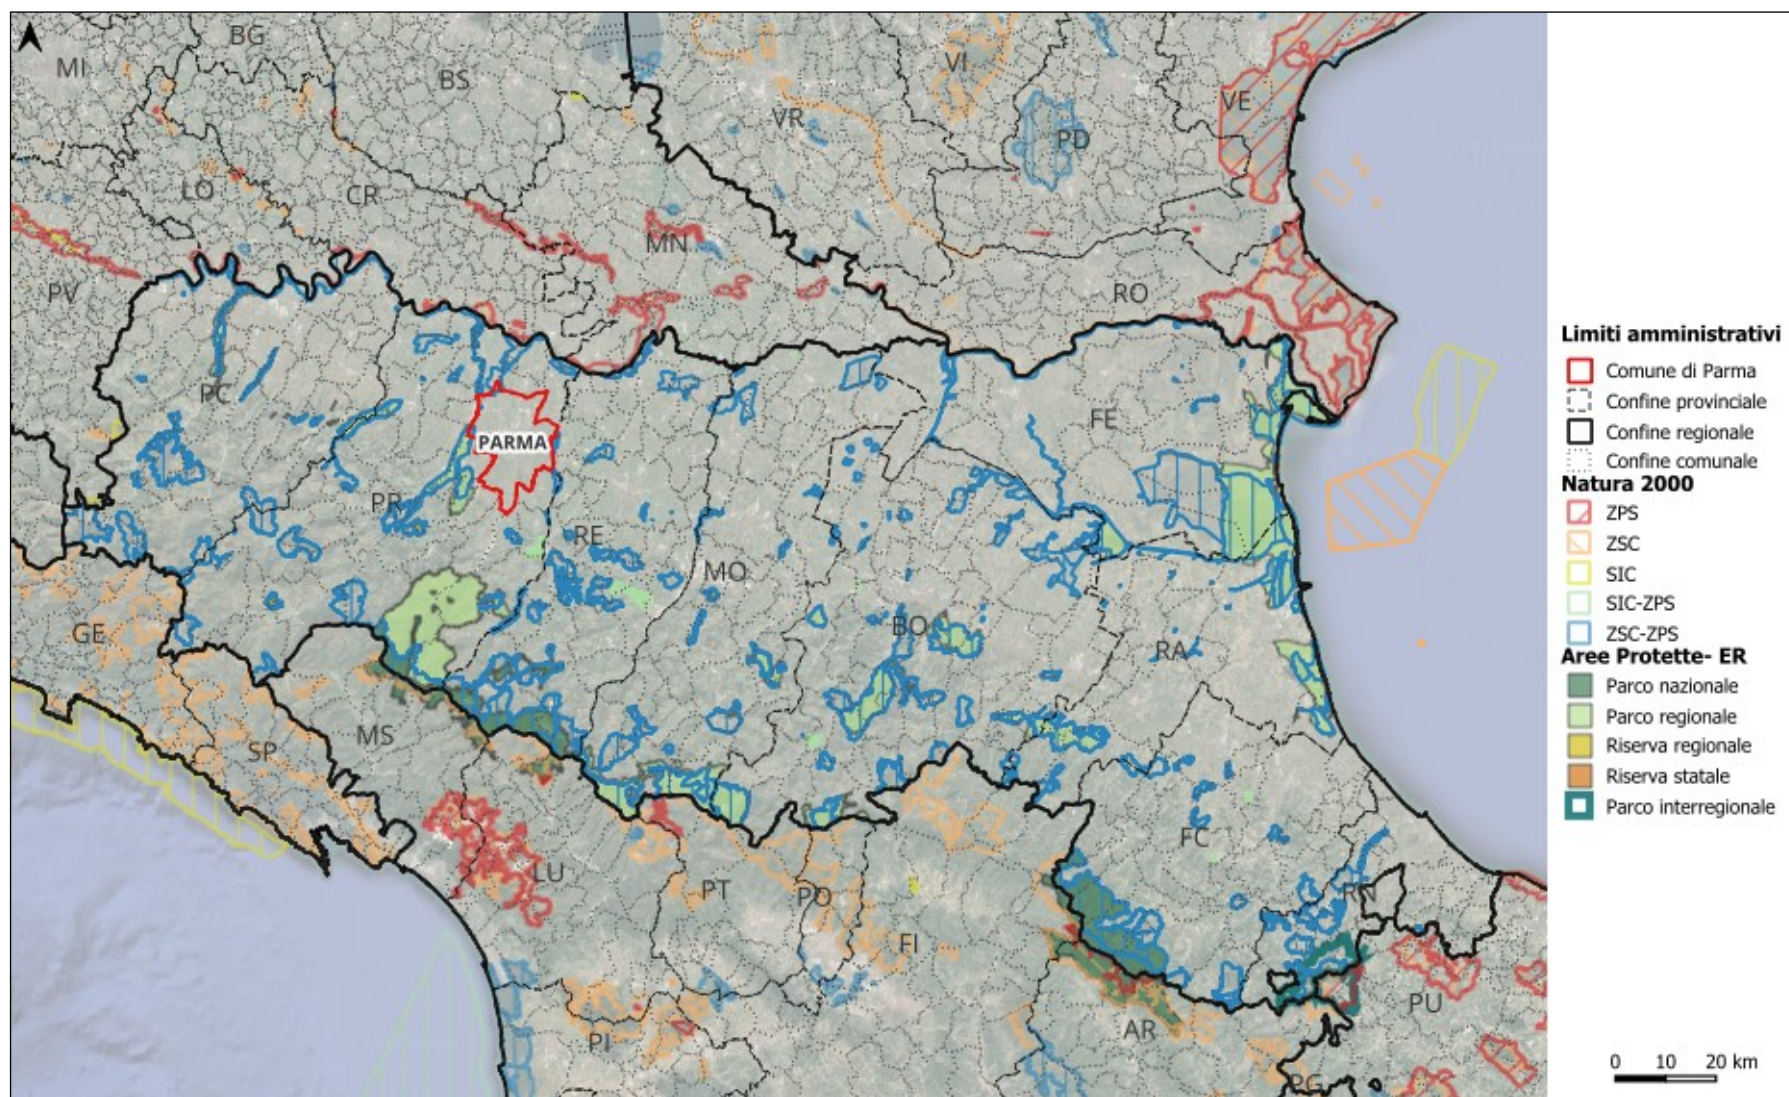 BG
MI
BS
VI
VE
VR
PD
LO
CR
MN
PV
RO
PC
FE
PARMA
PR
RE
MO
BO
GE
RA
MS
SP
FC
LU
PT
PO
RN
FI
PU
AR
PI
PG
Limiti amministrativi
Comune di Parma
Confine provinciale
Confine regionale
Confine comunale
Natura 2000
ZPS
ZSC
SIC
SIC-ZPS
ZSC-ZPS
Aree Protette- ER
Parco nazionale
Parco regionale
Riserva regionale
Riserva statale
Parco interregionale
0 10 20 km